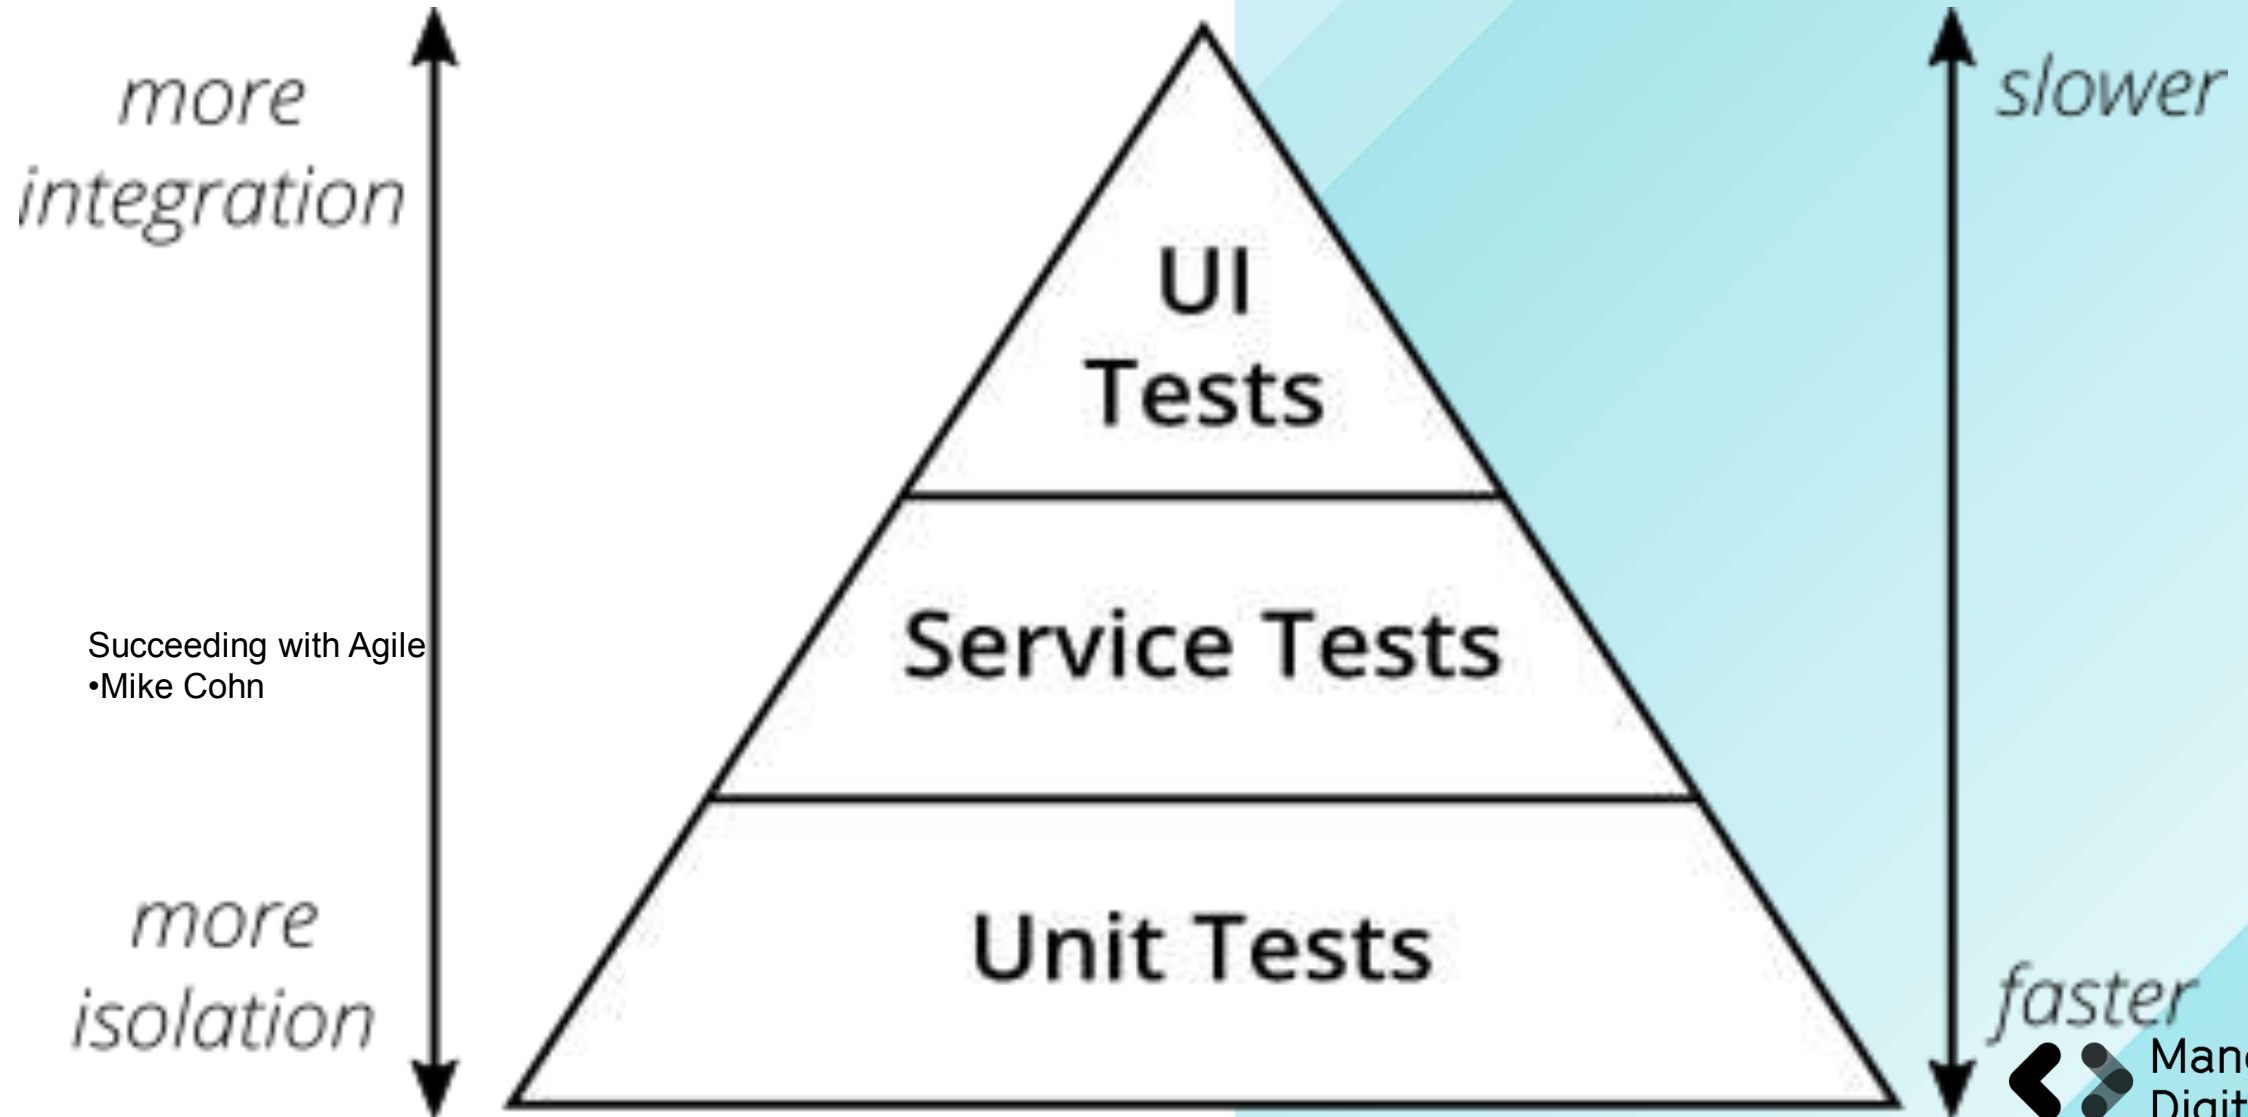 more
integration
slower
UI
Tests
Succeeding with Agile
•Mike Cohn
Service Tests
more
isolation
Unit Tests
faster